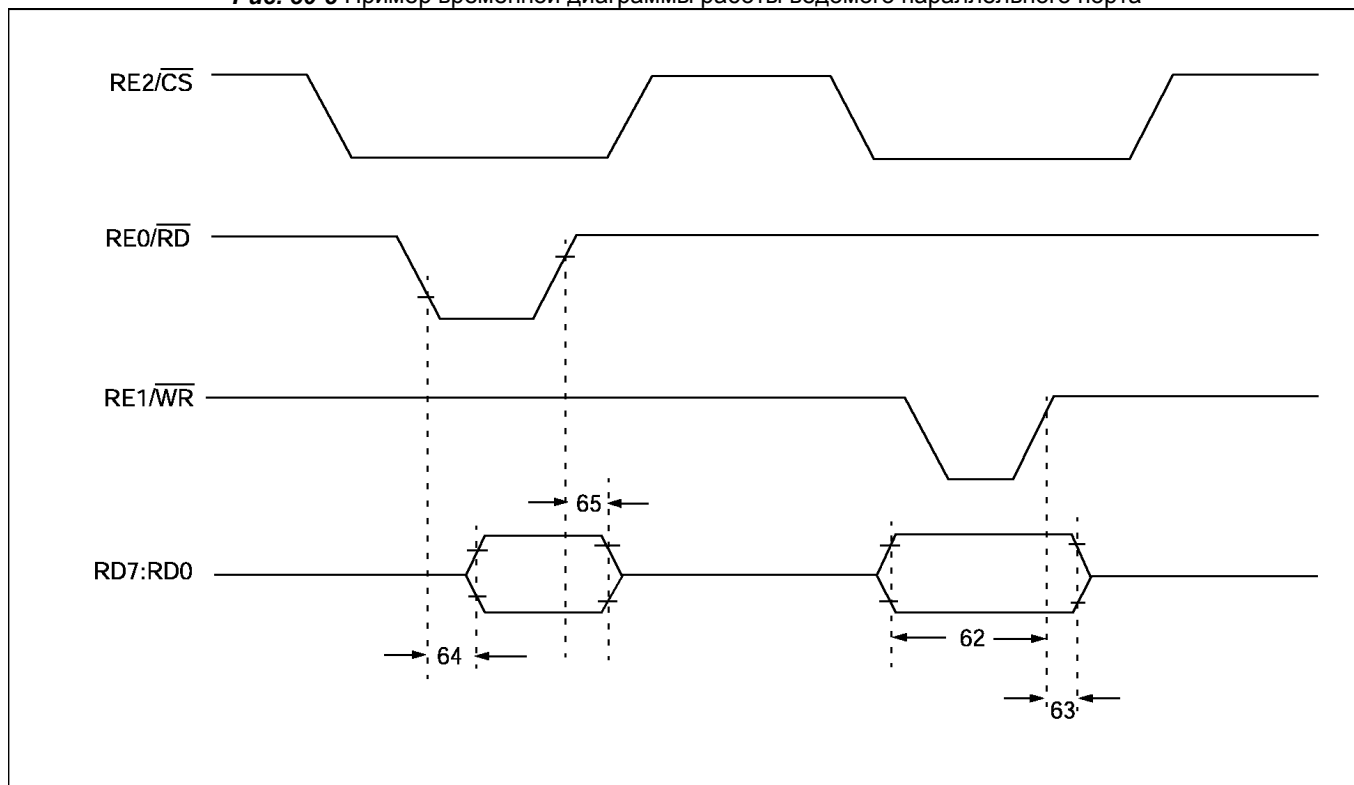 Пример временной диаграммы работы ведомого параллельного порта
RE2/CS
RE0/RD
RE1/WR
65
RD7:RD0
64
62
63